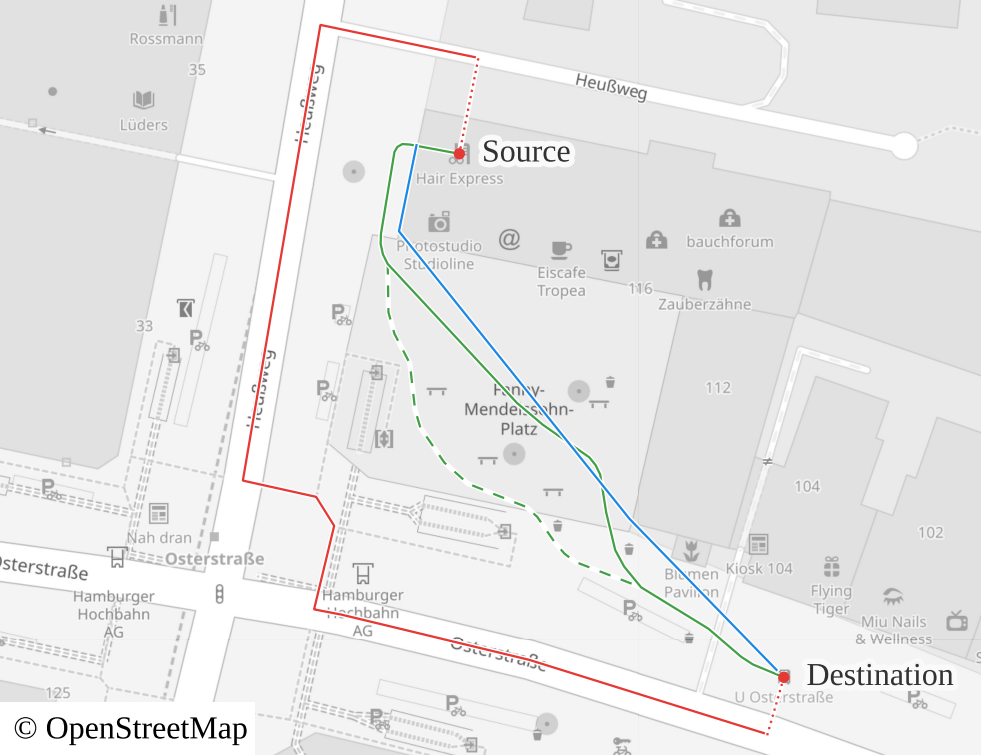 Rossmann
35
Heußweg
Heußweg
Lüders
Source
Hair Express
Photostudio
Studioline
@
Eiscafe
Tropea
bauchforum
116
Zauberzähne
33
P
P
P
Heußweg
112
Fanny-
Mendelssohn-
Platz
P
104
102
Nah dran
Osterstraße
Osterstraße
Hamburger
Hochbahn
AG
Hamburger
Hochbahn
AG
Blumen
Pavillon
Kiosk 104
Flying
Tiger
Miu Nails
& Wellness
P
Osterstraße
Destination
U Osterstraße
125
P
P
P
© OpenStreetMap